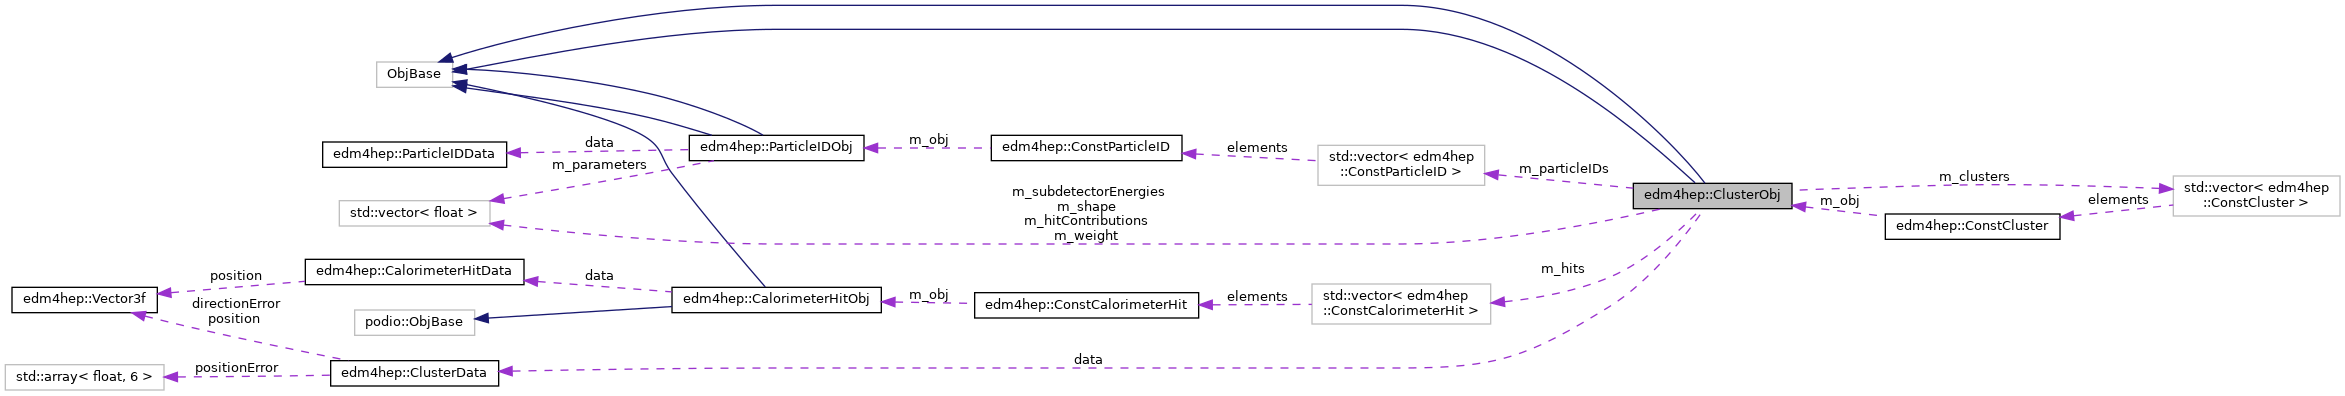 ObjBase
edm4hep::ParticleIDData
data
edm4hep::ParticleIDObj
m_obj
edm4hep::ConstParticleID
elements
std::vector< edm4hep
::ConstParticleID >
m_particleIDs
edm4hep::ClusterObj
m_clusters
std::vector< edm4hep
::ConstCluster >
m_obj
elements
edm4hep::ConstCluster
m_parameters
std::vector< float >
m_subdetectorEnergies
m_shape
m_hitContributions
m_weight
edm4hep::Vector3f
position
edm4hep::CalorimeterHitData
data
edm4hep::CalorimeterHitObj
m_obj
edm4hep::ConstCalorimeterHit
elements
std::vector< edm4hep
::ConstCalorimeterHit >
m_hits
directionError
position
podio::ObjBase
std::array< float, 6 >
positionError
edm4hep::ClusterData
data